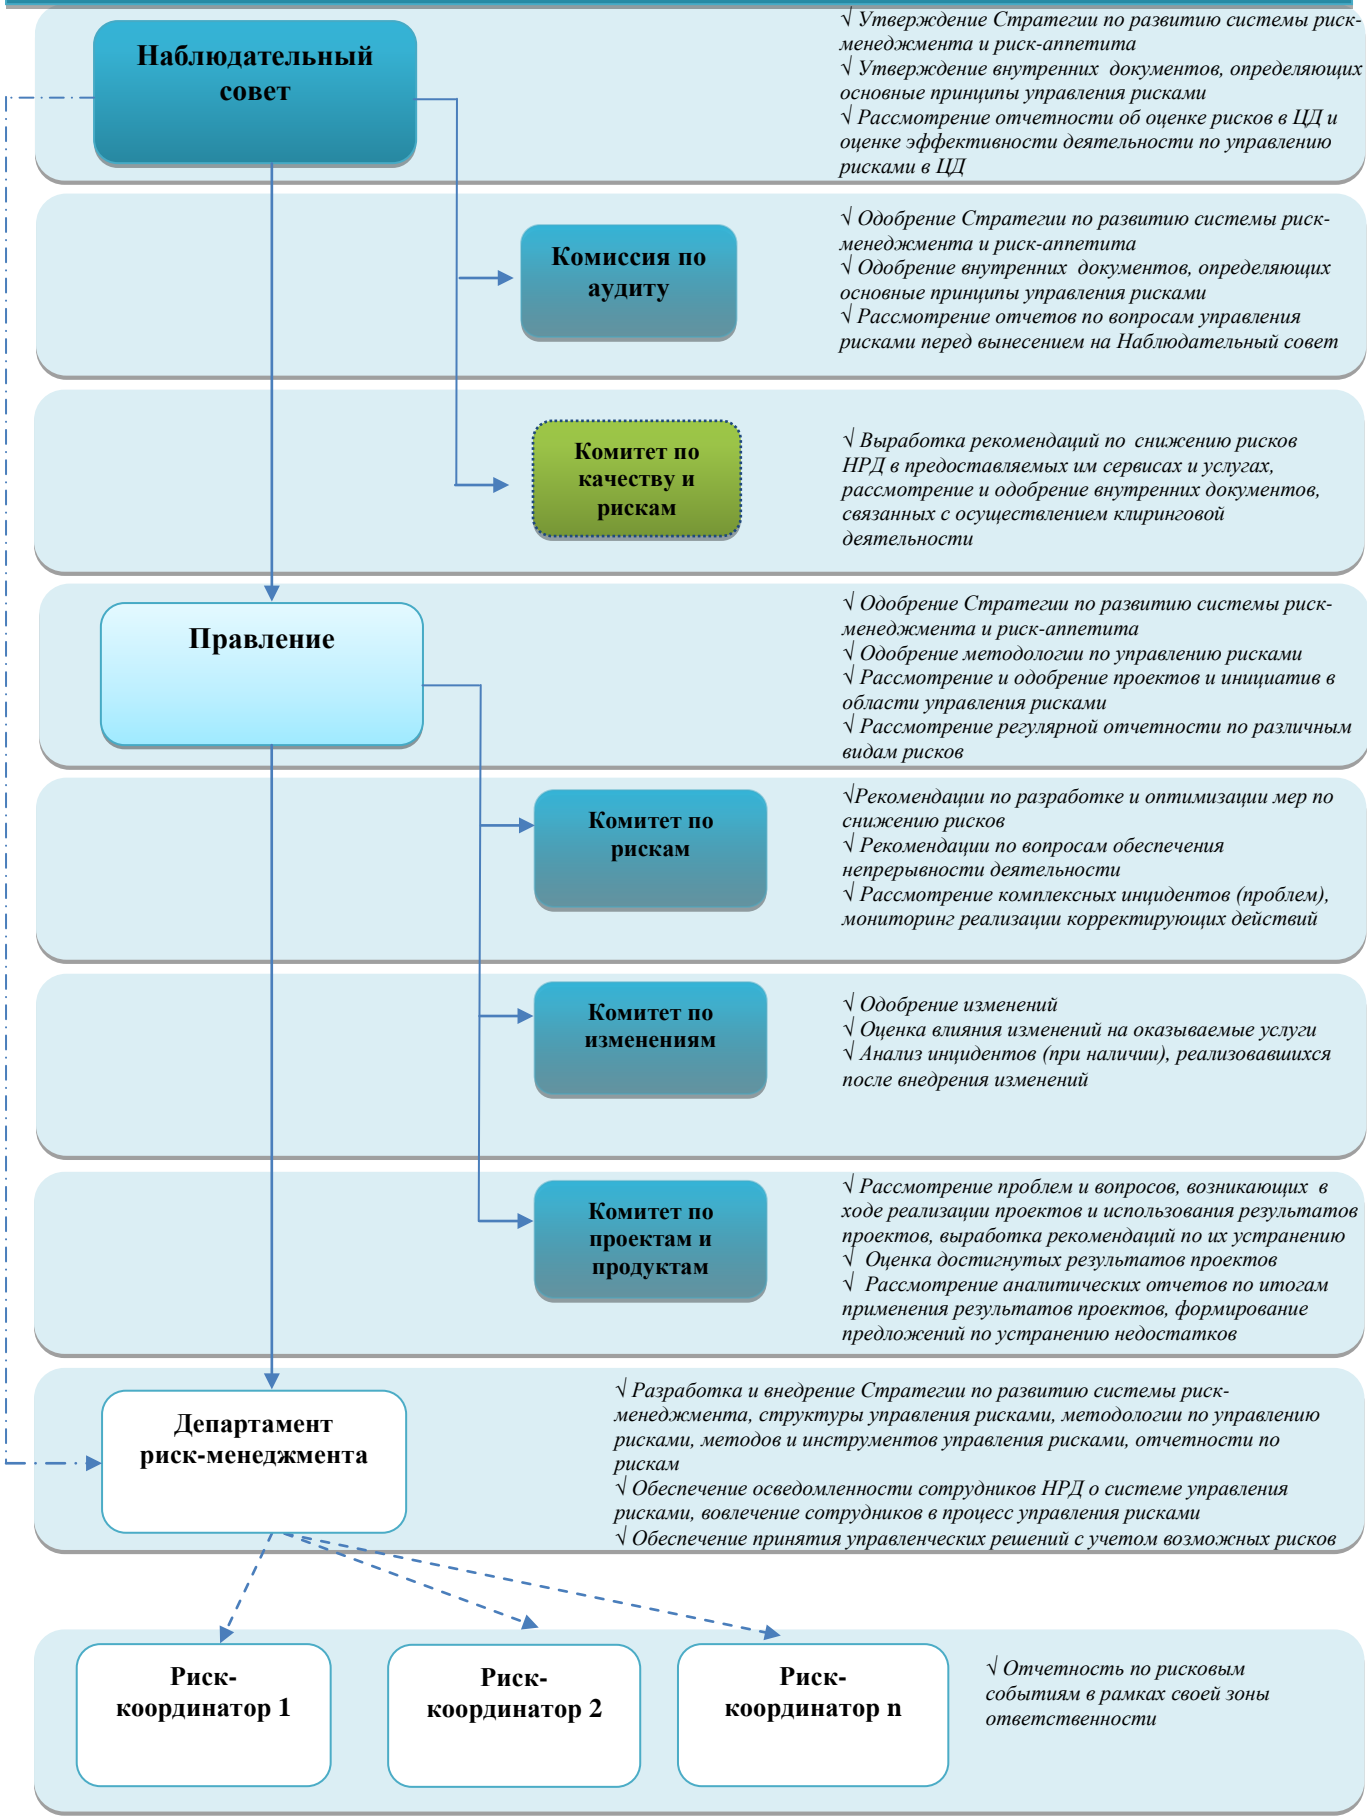 Наблюдательный
совет
√ Утверждение Стратегии по развитию системы риск-
менеджмента и риск-аппетита
√ Утверждение внутренних документов, определяющих
основные принципы управления рисками
√ Рассмотрение отчетности об оценке рисков в ЦД и
оценке эффективности деятельности по управлению
рисками в ЦД
Комиссия по
аудиту
√ Одобрение Стратегии по развитию системы риск-
менеджмента и риск-аппетита
√ Одобрение внутренних документов, определяющих
основные принципы управления рисками
√ Рассмотрение отчетов по вопросам управления
рисками перед вынесением на Наблюдательный совет
Комитет по
качеству и
рискам
√ Выработка рекомендаций по снижению рисков
НРД в предоставляемых им сервисах и услугах,
рассмотрение и одобрение внутренних документов,
связанных с осуществлением клиринговой
деятельности
Правление
√ Одобрение Стратегии по развитию системы риск-
менеджмента и риск-аппетита
√ Одобрение методологии по управлению рисками
√ Рассмотрение и одобрение проектов и инициатив в
области управления рисками
√ Рассмотрение регулярной отчетности по различным
видам рисков
Комитет по
рискам
√Рекомендации по разработке и оптимизации мер по
снижению рисков
√ Рекомендации по вопросам обеспечения
непрерывности деятельности
√ Рассмотрение комплексных инцидентов (проблем),
мониторинг реализации корректирующих действий
Комитет по
изменениям
√ Одобрение изменений
√ Оценка влияния изменений на оказываемые услуги
√ Анализ инцидентов (при наличии), реализовавшихся
после внедрения изменений
Комитет по
проектам и
продуктам
√ Рассмотрение проблем и вопросов, возникающих в
ходе реализации проектов и использования результатов
проектов, выработка рекомендаций по их устранению
√ Оценка достигнутых результатов проектов
√ Рассмотрение аналитических отчетов по итогам
применения результатов проектов, формирование
предложений по устранению недостатков
Департамент
риск-менеджмента
√ Разработка и внедрение Стратегии по развитию системы риск-
менеджмента, структуры управления рисками, методологии по управлению
рисками, методов и инструментов управления рисками, отчетности по
рискам
√ Обеспечение осведомленности сотрудников НРД о системе управления
рисками, вовлечение сотрудников в процесс управления рисками
√ Обеспечение принятия управленческих решений с учетом возможных рисков
Риск-
координатор 1
Риск-
координатор 2
Риск-
координатор n
√ Отчетность по рисковым
событиям в рамках своей зоны
ответственности